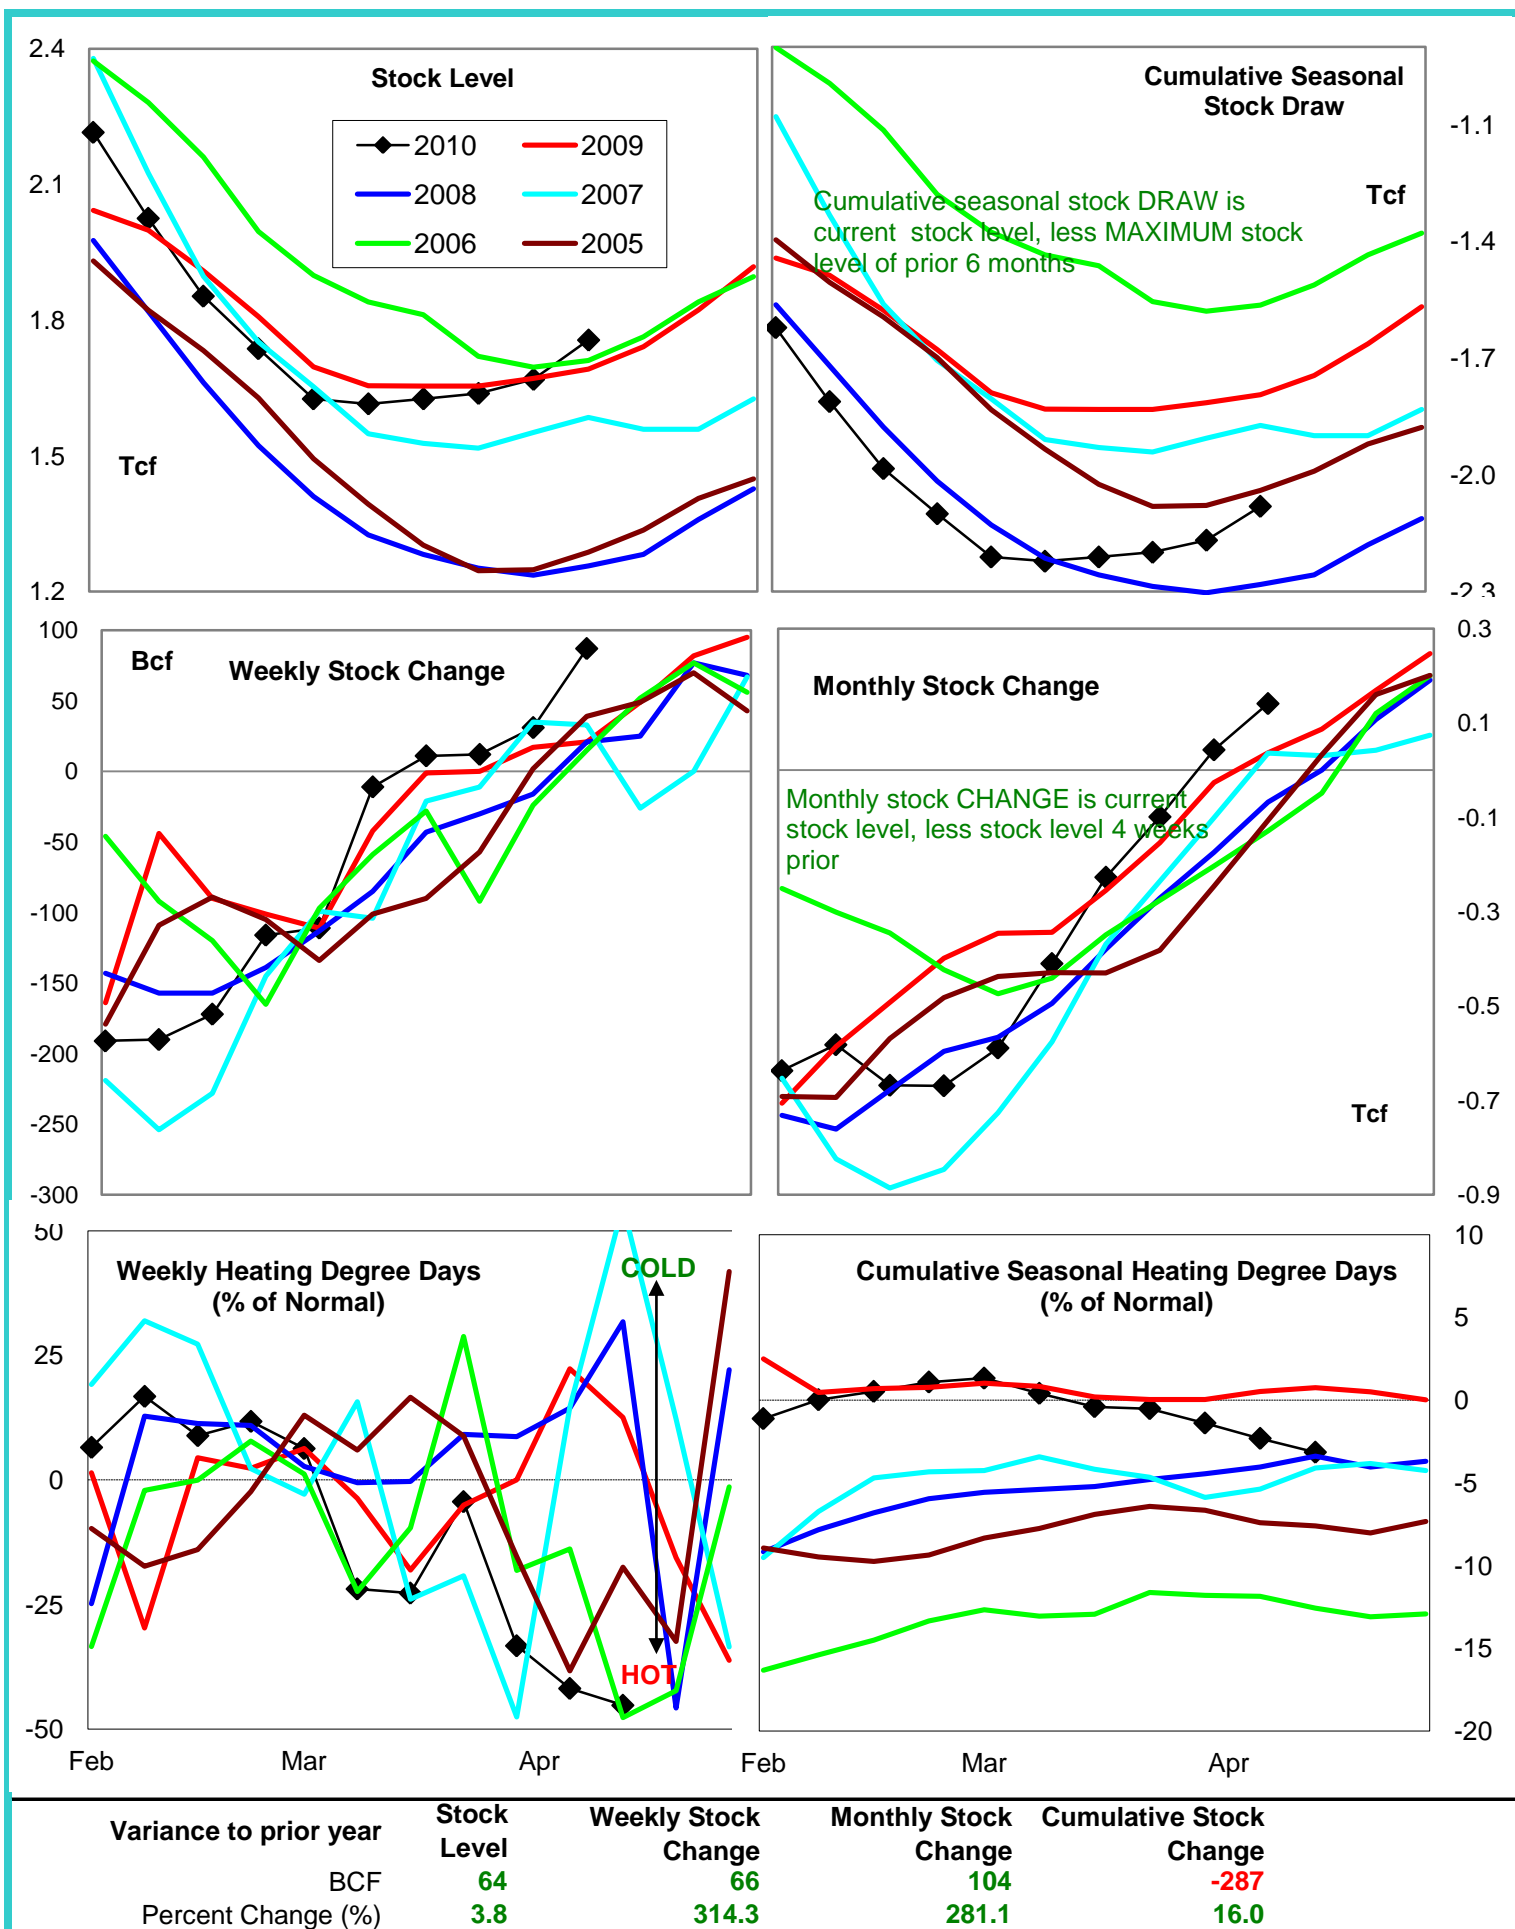 Stock Level
2.4
2.1
1.8
1.5
1.2
Tcf
2010
2009
2008
2007
2006
2005
Cumulative Seasonal
Stock Draw
Tcf
Cumulative seasonal stock DRAW is
current stock level, less MAXIMUM stock
level of prior 6 months
-1.1
-1.4
-1.7
-2.0
-2.3
Bcf
Weekly Stock Change
100
50
0
-50
-100
-150
-200
-250
-300
Monthly Stock Change
Monthly stock CHANGE is current
stock level, less stock level 4 weeks
prior
Tcf
0.3
0.1
-0.1
-0.3
-0.5
-0.7
-0.9
Weekly Heating Degree Days
(% of Normal)
COLD
HOT
50
25
0
-25
-50
Feb
Mar
Apr
Cumulative Seasonal Heating Degree Days
(% of Normal)
10
5
0
-5
-10
-15
-20
Feb
Mar
Apr
Variance to prior year Stock Level Weekly Stock Change Monthly Stock Change Cumulative Stock Change
BCF 64 66 104 -287
Percent Change (%) 3.8 314.3 281.1 16.0